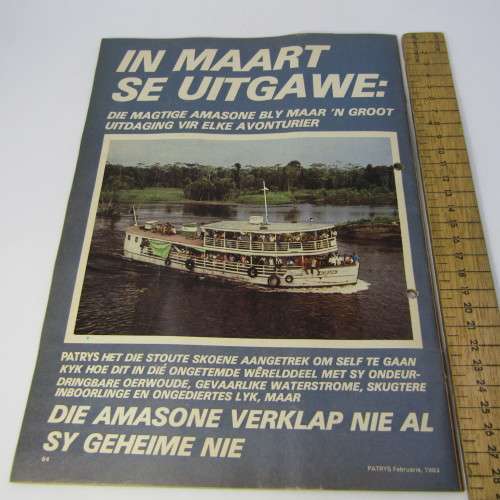 IN MAART
SE UITGAWE:
DIE MAGTIGE AMASONE BLY MAAR 'N GROOT
UITDAGING VIR ELKE AVONTURIER
PATRYS HET DIE STOUTE SKOENE AANGETREK OM SELF TE GAAN
KYK HOE DIT IN DIÉ ONGETEMDE WÊRELDDEEL MET SY ONDEUR-
DRINGBARE OERWOUDE, GEVAARLIKE WATERSTROME, SKUGTERE
INBOORLINGE EN ONGEDIERTES LYK, MAAR
DIE AMASONE VERKLAP NIE AL
SY GEHEIME NIE
64
PATRYS Februarie, 1983